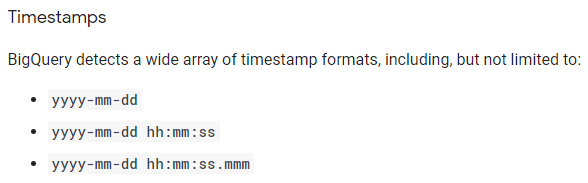 Timestamps
BigQuery detects a wide array of timestamp formats, including, but not limited to:
• yyyy-mm-dd
• yyyy-mm-dd hh:mm:ss
• yyyy-mm-dd hh:mm:ss.mmm